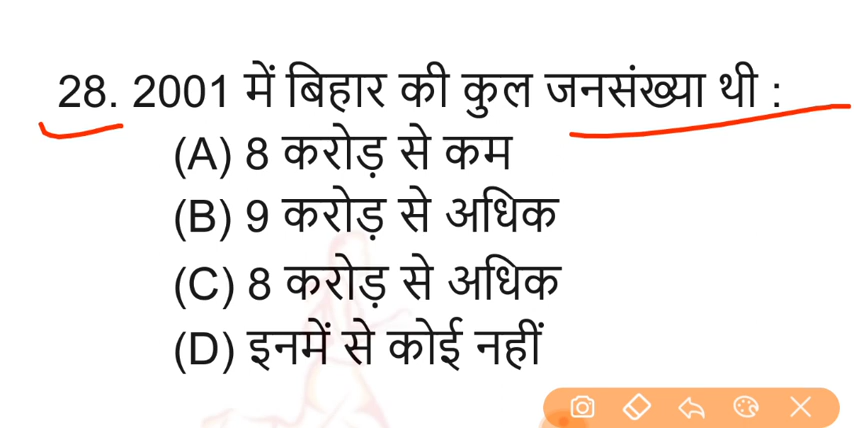 28. 2001 में बिहार की कुल जनसंख्या थी :
(A) 8 करोड़ से कम
(B) 9 करोड़ से अधिक
(C) 8 करोड़ से अधिक
(D) इनमें से कोई नहीं